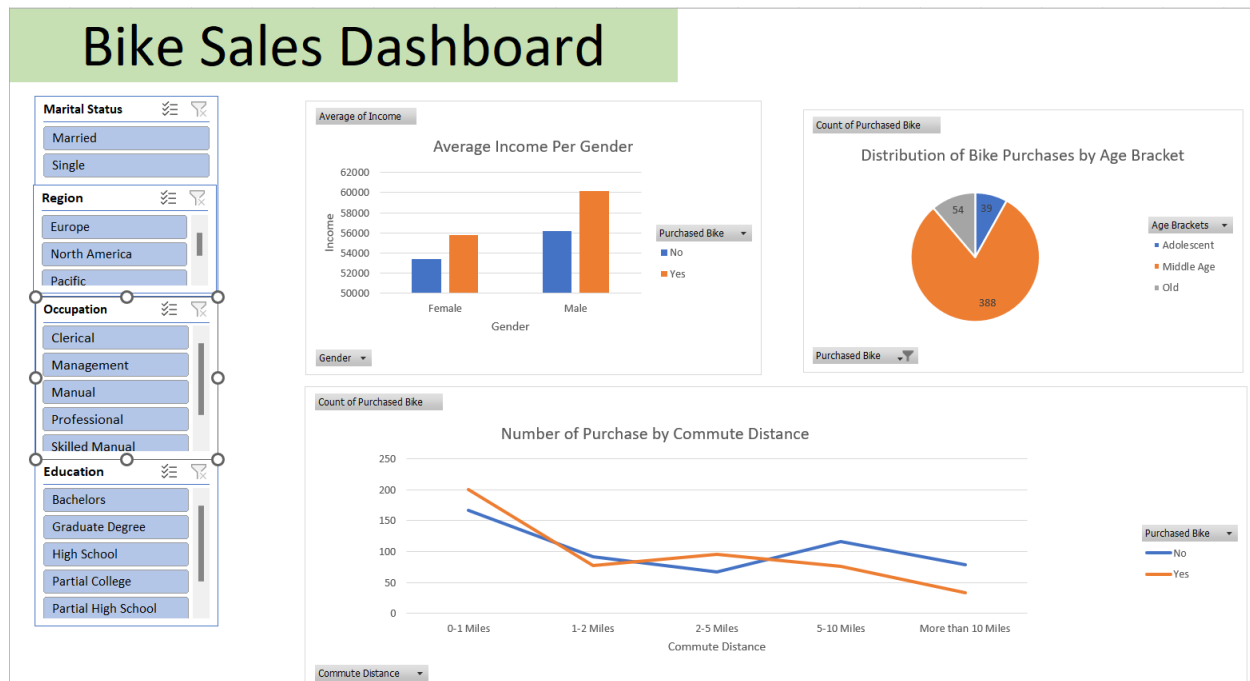 Bike Sales Dashboard
Marital Status
Married
Single
Region
Europe
North America
Pacific
Occupation
Clerical
Management
Manual
Professional
Skilled Manual
Education
Bachelors
Graduate Degree
High School
Partial College
Partial High School
Average of Income
Average Income Per Gender
62000
60000
58000
56000
54000
52000
50000
Income
Female
Male
Gender
Purchased Bike
No
Yes
Gender
Count of Purchased Bike
Distribution of Bike Purchases by Age Bracket
54
39
388
Age Brackets
Adolescent
Middle Age
Old
Purchased Bike
Count of Purchased Bike
Number of Purchase by Commute Distance
250
200
150
100
50
0
0-1 Miles
1-2 Miles
2-5 Miles
5-10 Miles
More than 10 Miles
Commute Distance
Purchased Bike
No
Yes
Commute Distance